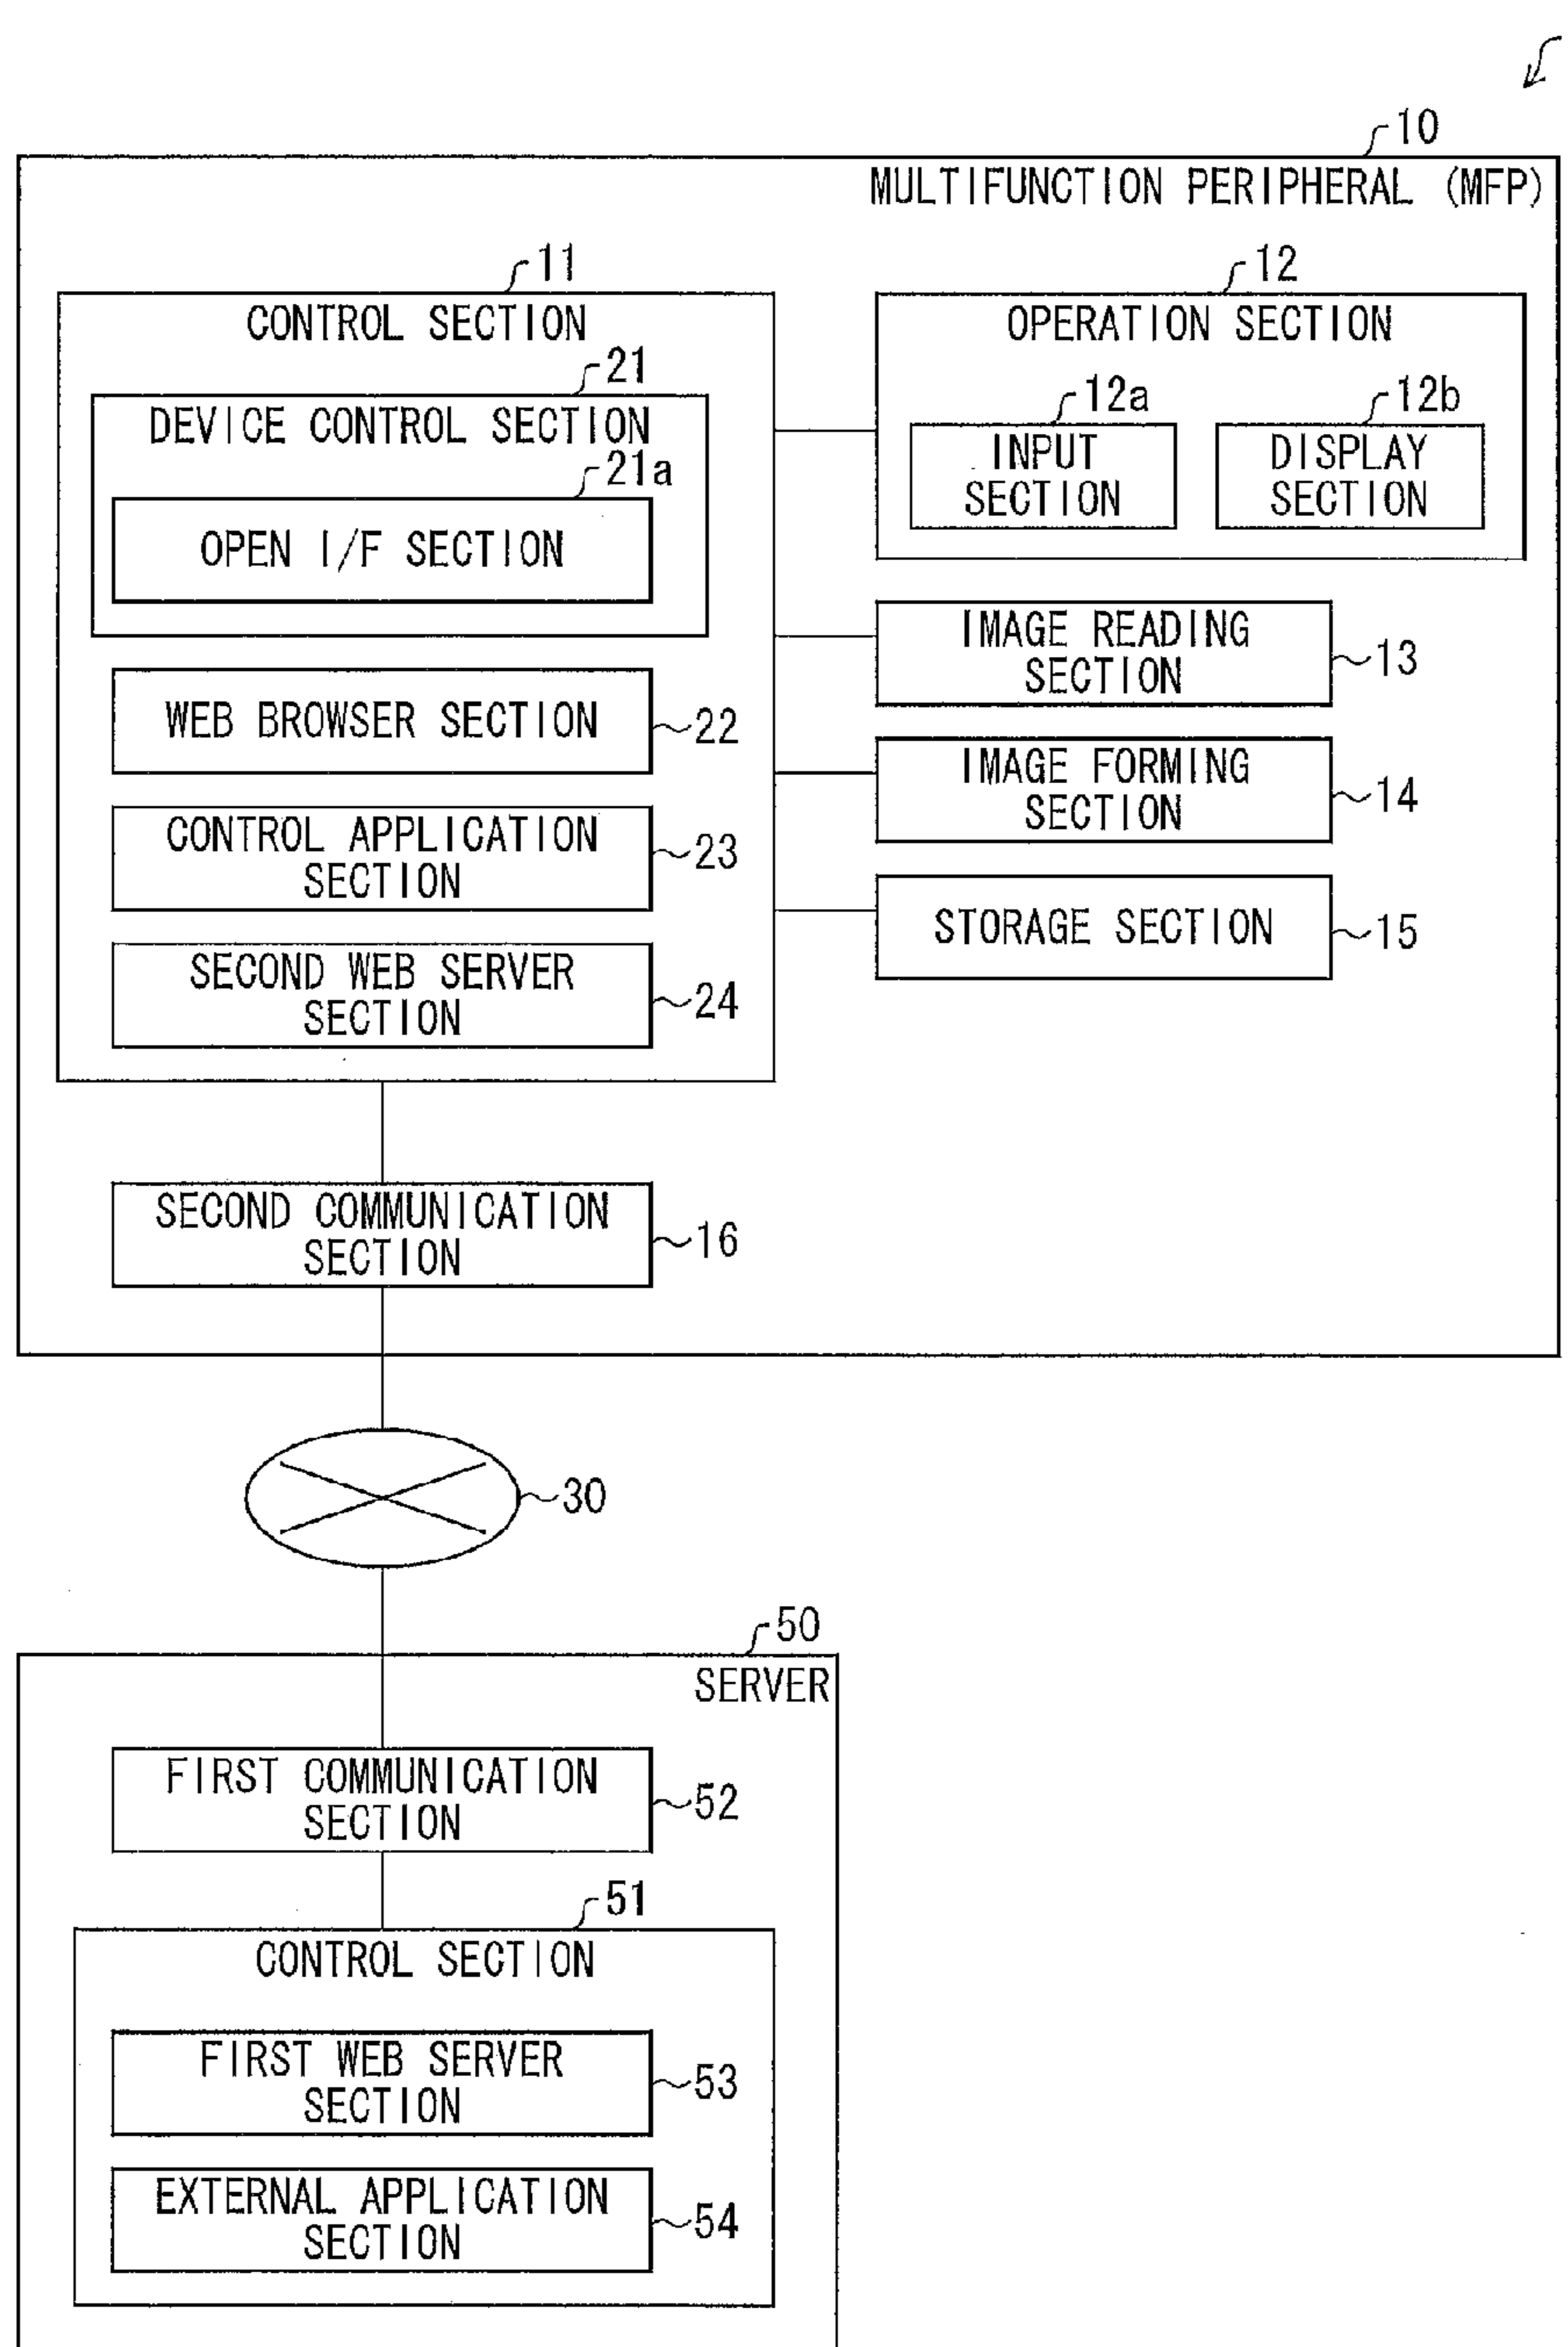 10
MULTIFUNCTION PERIPHERAL (MFP)
11
CONTROL SECTION
21
DEVICE CONTROL SECTION
21a
OPEN I/F SECTION
WEB BROWSER SECTION
22
CONTROL APPLICATION
SECTION
23
SECOND WEB SERVER
SECTION
24
12
OPERATION SECTION
12a
INPUT
SECTION
12b
DISPLAY
SECTION
IMAGE READING
SECTION
13
IMAGE FORMING
SECTION
14
STORAGE SECTION
15
SECOND COMMUNICATION
SECTION
16
30
50
SERVER
FIRST COMMUNICATION
SECTION
52
51
CONTROL SECTION
FIRST WEB SERVER
SECTION
53
EXTERNAL APPLICATION
SECTION
54